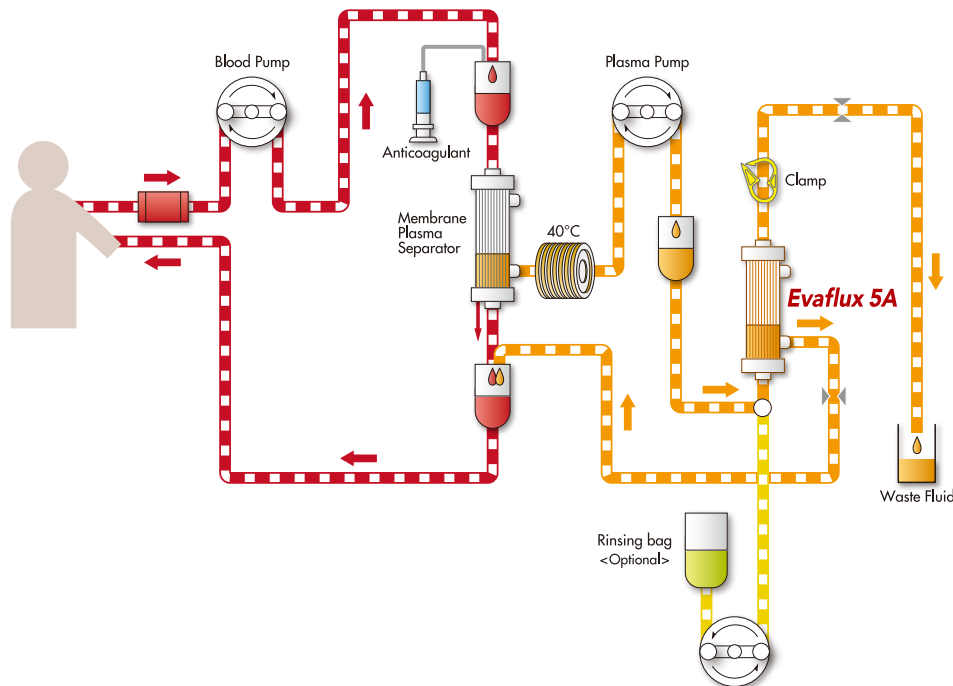 Blood Pump
Plasma Pump
Anticoagulant
Clamp
Membrane
Plasma
Separator
40°C
Evaflux 5A
Waste Fluid
Rinsing bag
<Optional>